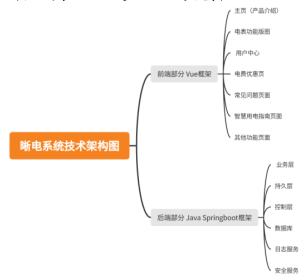 晰电系统技术架构图
前端部分 Vue框架
主页（产品介绍）
电表功能版图
用户中心
电费优惠页
常见问题页面
智慧用电指南页面
其他功能页面
后端部分 Java Springboot框架
业务层
持久层
控制层
数据库
日志服务
安全服务